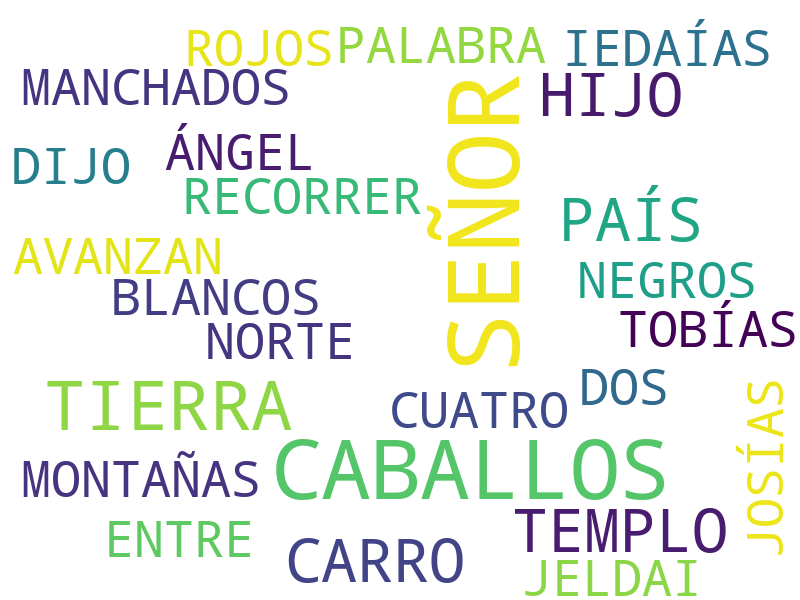 ROJOS PALABRA IEDAÍAS
MANCHADOS HIJO
SEÑOR
DIJO ÁNGEL
RECORRER PAÍS
AVANZAN NEGROS
BLANCOS
NORTE TOBÍAS
TIERRA CUATRO DOS
JOSÍAS
MONTAÑAS CABALLOS
ENTRE CARRO TEMPLO
JELDAI